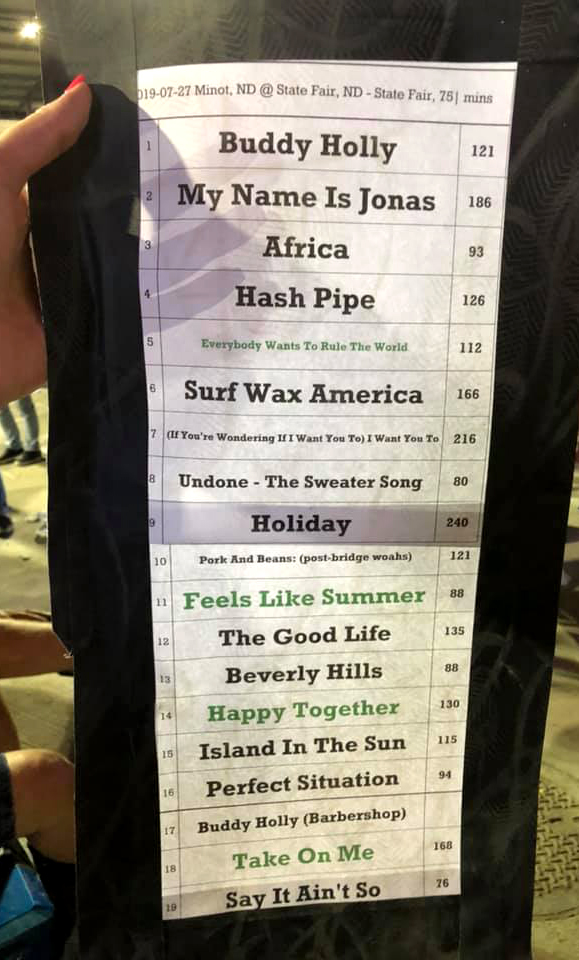 019-07-27 Minot, ND @ State Fair, ND - State Fair, 75| mins
1 Buddy Holly 121
2 My Name Is Jonas 186
3 Africa 93
4 Hash Pipe 126
5 Everybody Wants To Rule The World 112
6 Surf Wax America 166
7 (If You're Wondering If I Want You To) I Want You To 216
8 Undone - The Sweater Song 80
9 Holiday 240
10 Pork And Beans: (post-bridge woahs) 121
11 Feels Like Summer 88
12 The Good Life 135
13 Beverly Hills 88
14 Happy Together 130
15 Island In The Sun 115
16 Perfect Situation 94
17 Buddy Holly (Barbershop)
18 Take On Me 168
19 Say It Ain't So 76